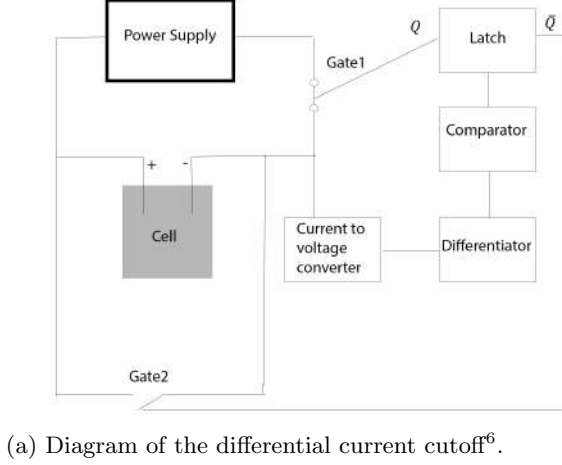 Power Supply
Q
Latch
Q̄
Gate1
Comparator
+
-
Cell
Current to
voltage
converter
Differentiator
Gate2
(a) Diagram of the differential current cutoff⁶.